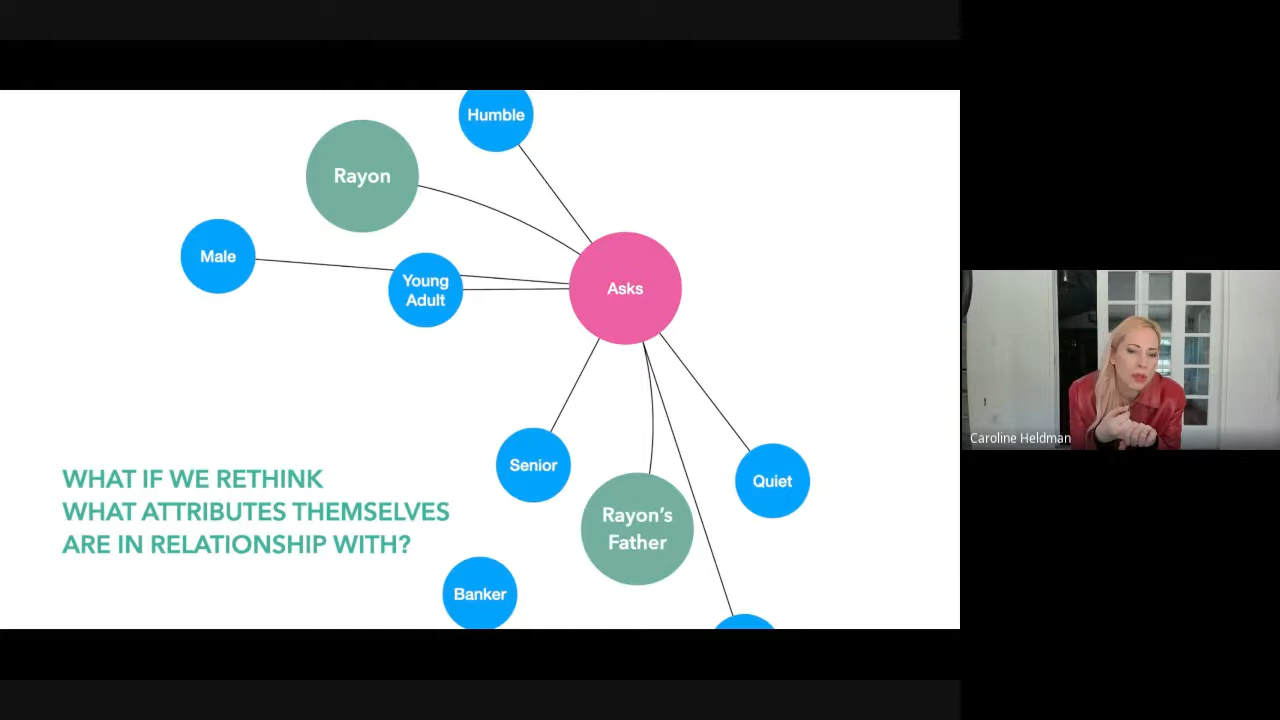 Humble
Rayon
Male
Young
Adult
Asks
Senior
Quiet
Rayon's
Father
Banker
WHAT IF WE RETHINK
WHAT ATTRIBUTES THEMSELVES
ARE IN RELATIONSHIP WITH?
Caroline Heldman